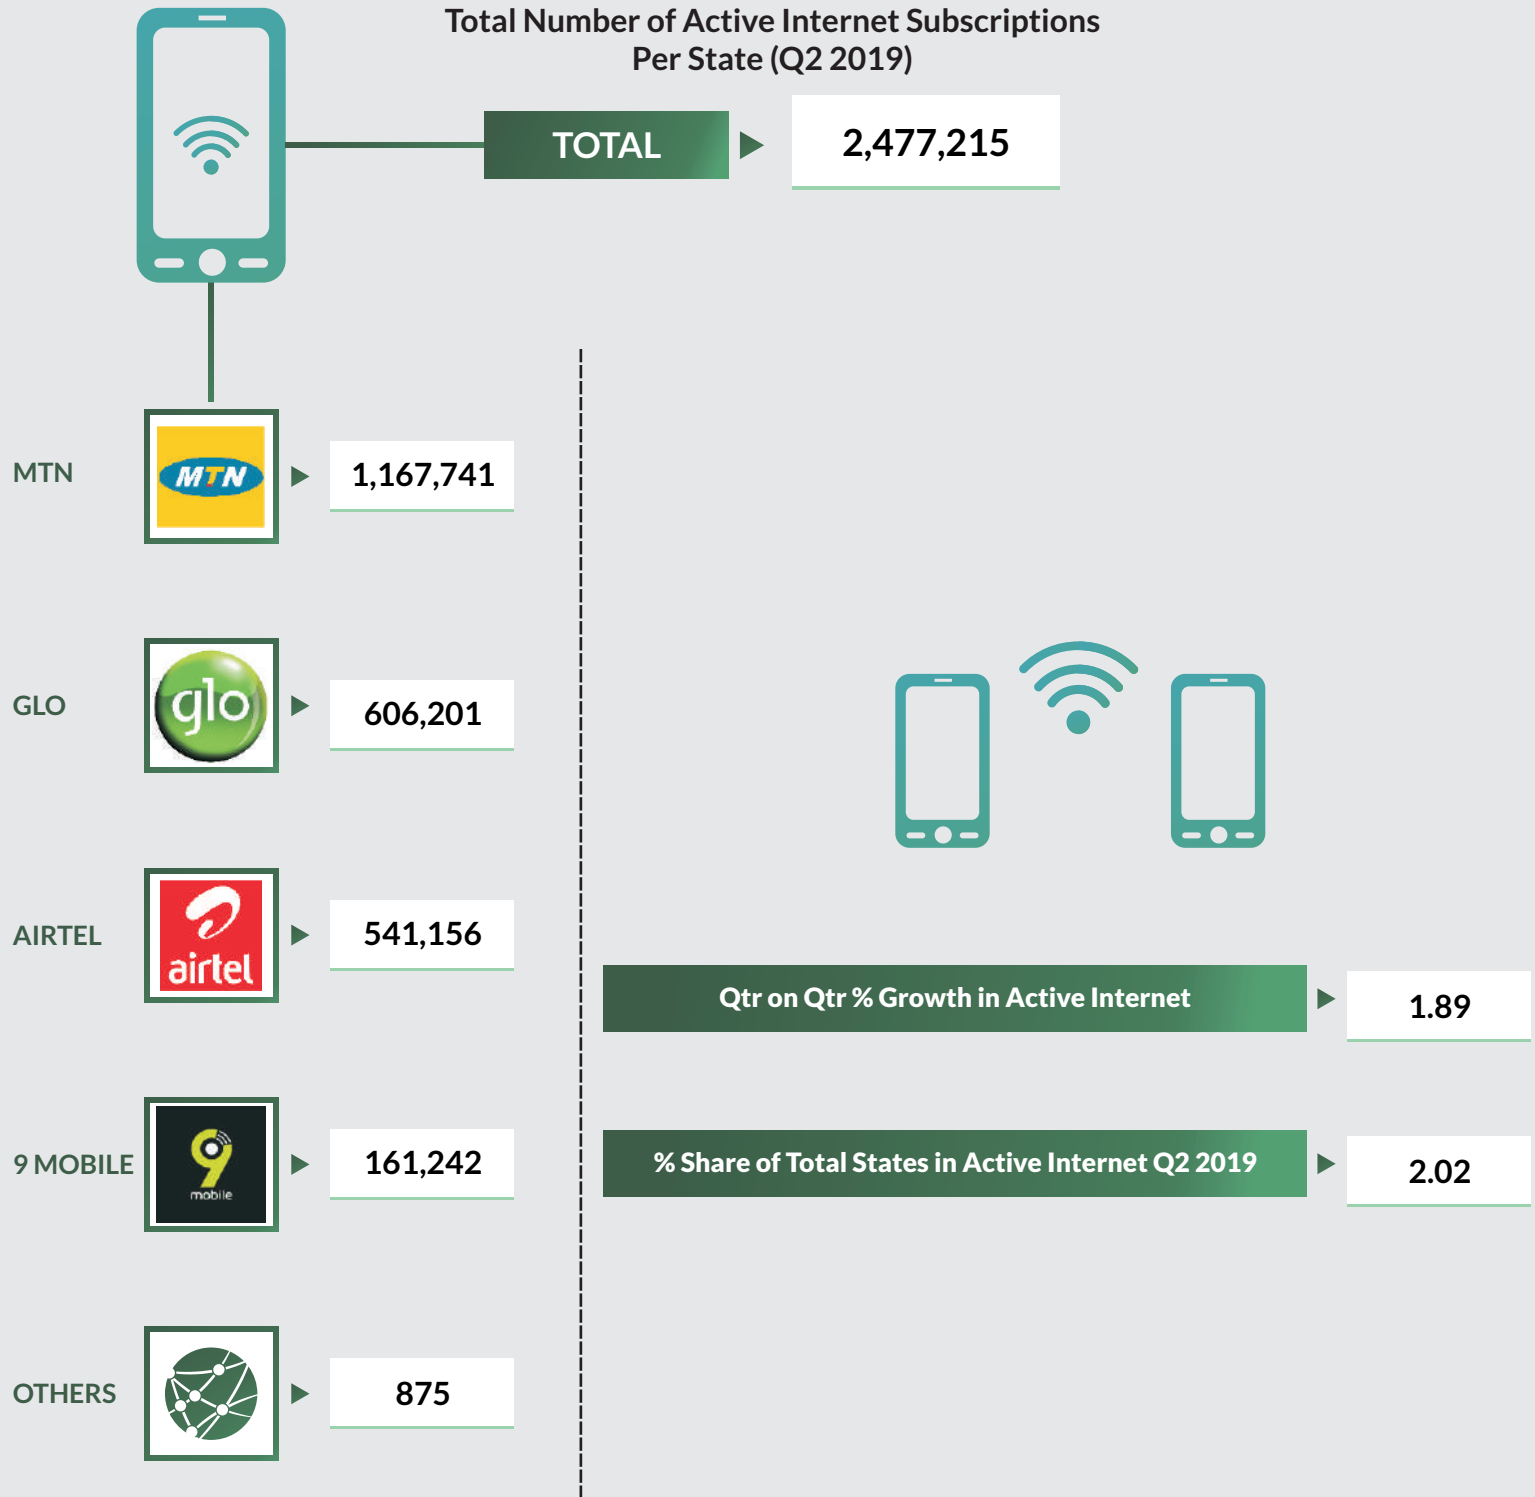 Total Number of Active Internet Subscriptions
Per State (Q2 2019)
TOTAL
2,477,215
MTN
MTN
1,167,741
GLO
glo
606,201
AIRTEL
airtel
541,156
Qtr on Qtr % Growth in Active Internet
1.89
9 MOBILE
9
mobile
161,242
% Share of Total States in Active Internet Q2 2019
2.02
OTHERS
875